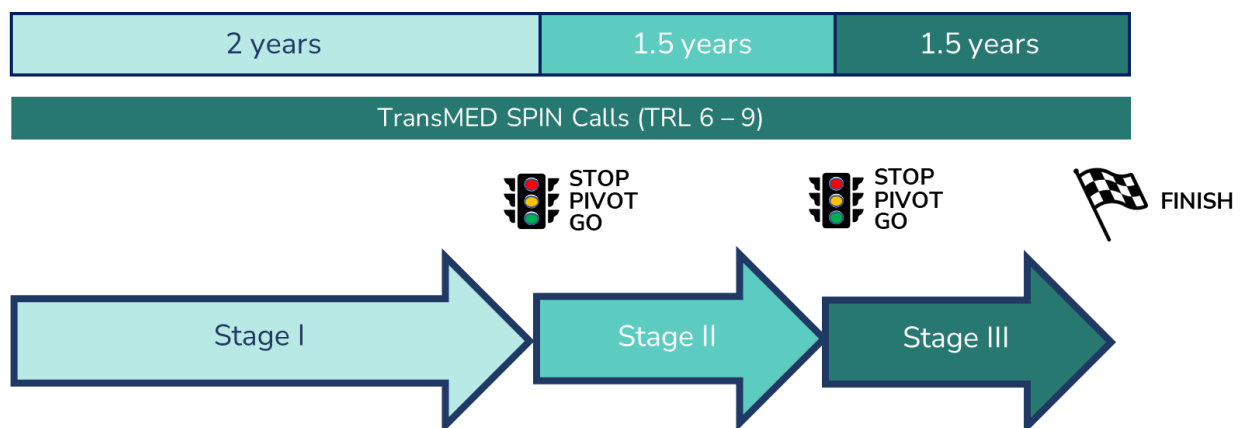 2 years
1.5 years
1.5 years
TransMED SPIN Calls (TRL 6 – 9)
STOP
PIVOT
GO
STOP
PIVOT
GO
FINISH
Stage I
Stage II
Stage III